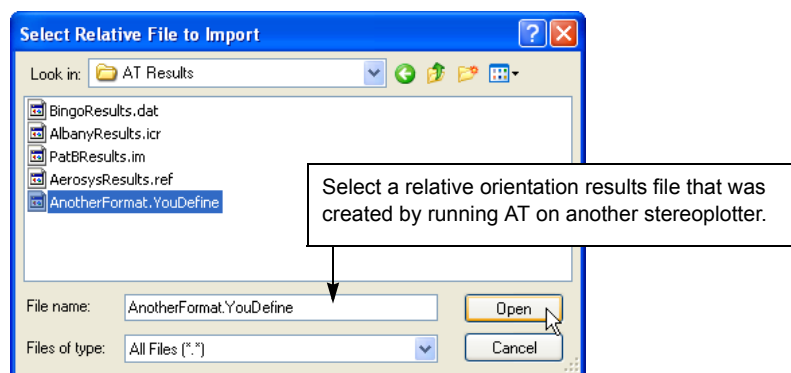 Select Relative File to Import
Look in: AT Results
BingoResults.dat
AlbanyResults.icr
PatBResults.im
AerosysResults.ref
AnotherFormat.YouDefine
Select a relative orientation results file that was
created by running AT on another stereoplotter.
File name: AnotherFormat.YouDefine Open
Files of type: All Files (*.*) Cancel